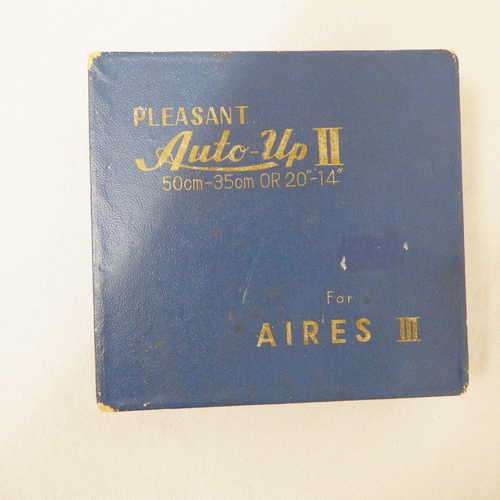 PLEASANT
Auto-Up II
50cm-35cm OR 20"-14"
For
AIRES III